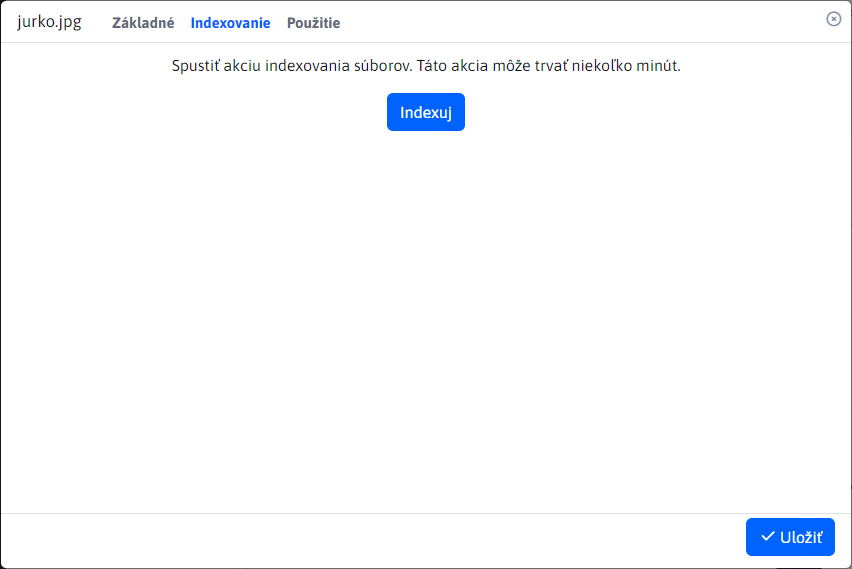 jurko.jpg Základné Indexovanie Použitie
Spustiť akciu indexovania súborov. Táto akcia môže trvať niekoľko minút.
Indexuj
Uložiť